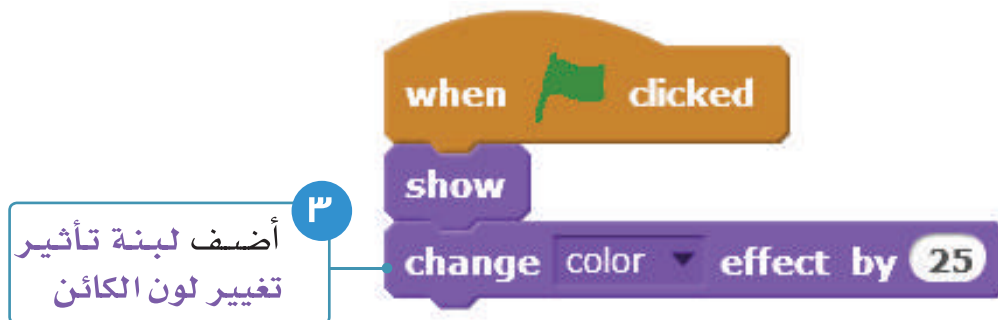 when clicked
show
change color effect by 25
٣
أضف لبنة تأثير
تغيير لون الكائن